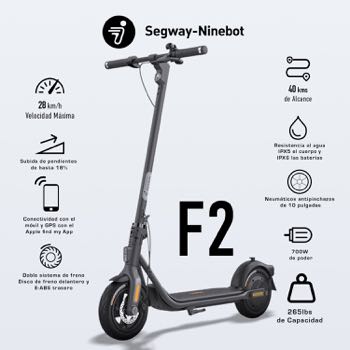 Segway-Ninebot
28 km/h
Velocidad Máxima
Subida de pendientes
de hasta 18%
Conectividad con el
móvil y GPS con el
Apple find my App
Doble sistema de freno
Disco de freno delantero y
E-ABS trasero
F2
40 kms
de Alcance
Resistencia al agua
IPX5 al cuerpo y
IPX6 las baterías
Neumáticos antipinchazos
de 10 pulgadas
700W
de poder
265lbs
de Capacidad